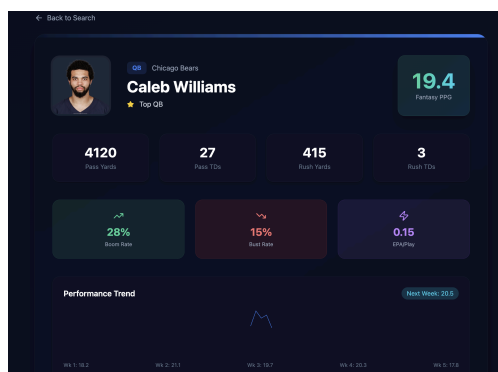 Back to Search
QB Chicago Bears
Caleb Williams
Top QB
19.4
Fantasy PPG
4120 27 415 3
Pass Yards Pass TDs Rush Yards Rush TDs
28% 15% 0.15
Boom Rate Bust Rate EPA/Play
Performance Trend Next Week: 20.5
Wk 1: 18.2 Wk 2: 21.1 Wk 3: 19.7 Wk 4: 20.3 Wk 5: 17.8